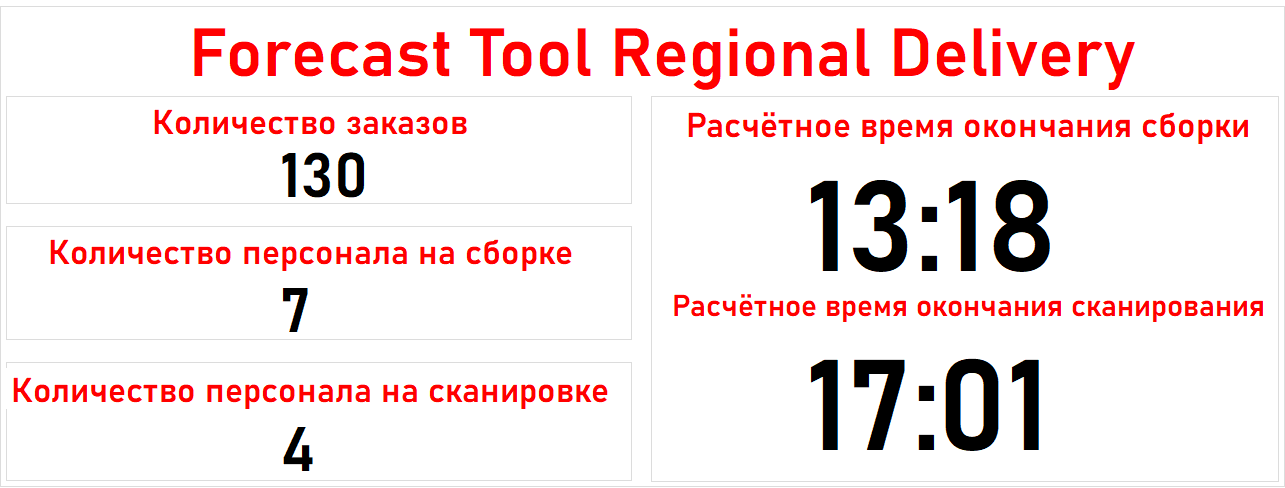 Forecast Tool Regional Delivery
Количество заказов
130
Количество персонала на сборке
7
Количество персонала на сканировке
4
Расчётное время окончания сборки
13:18
Расчётное время окончания сканирования
17:01